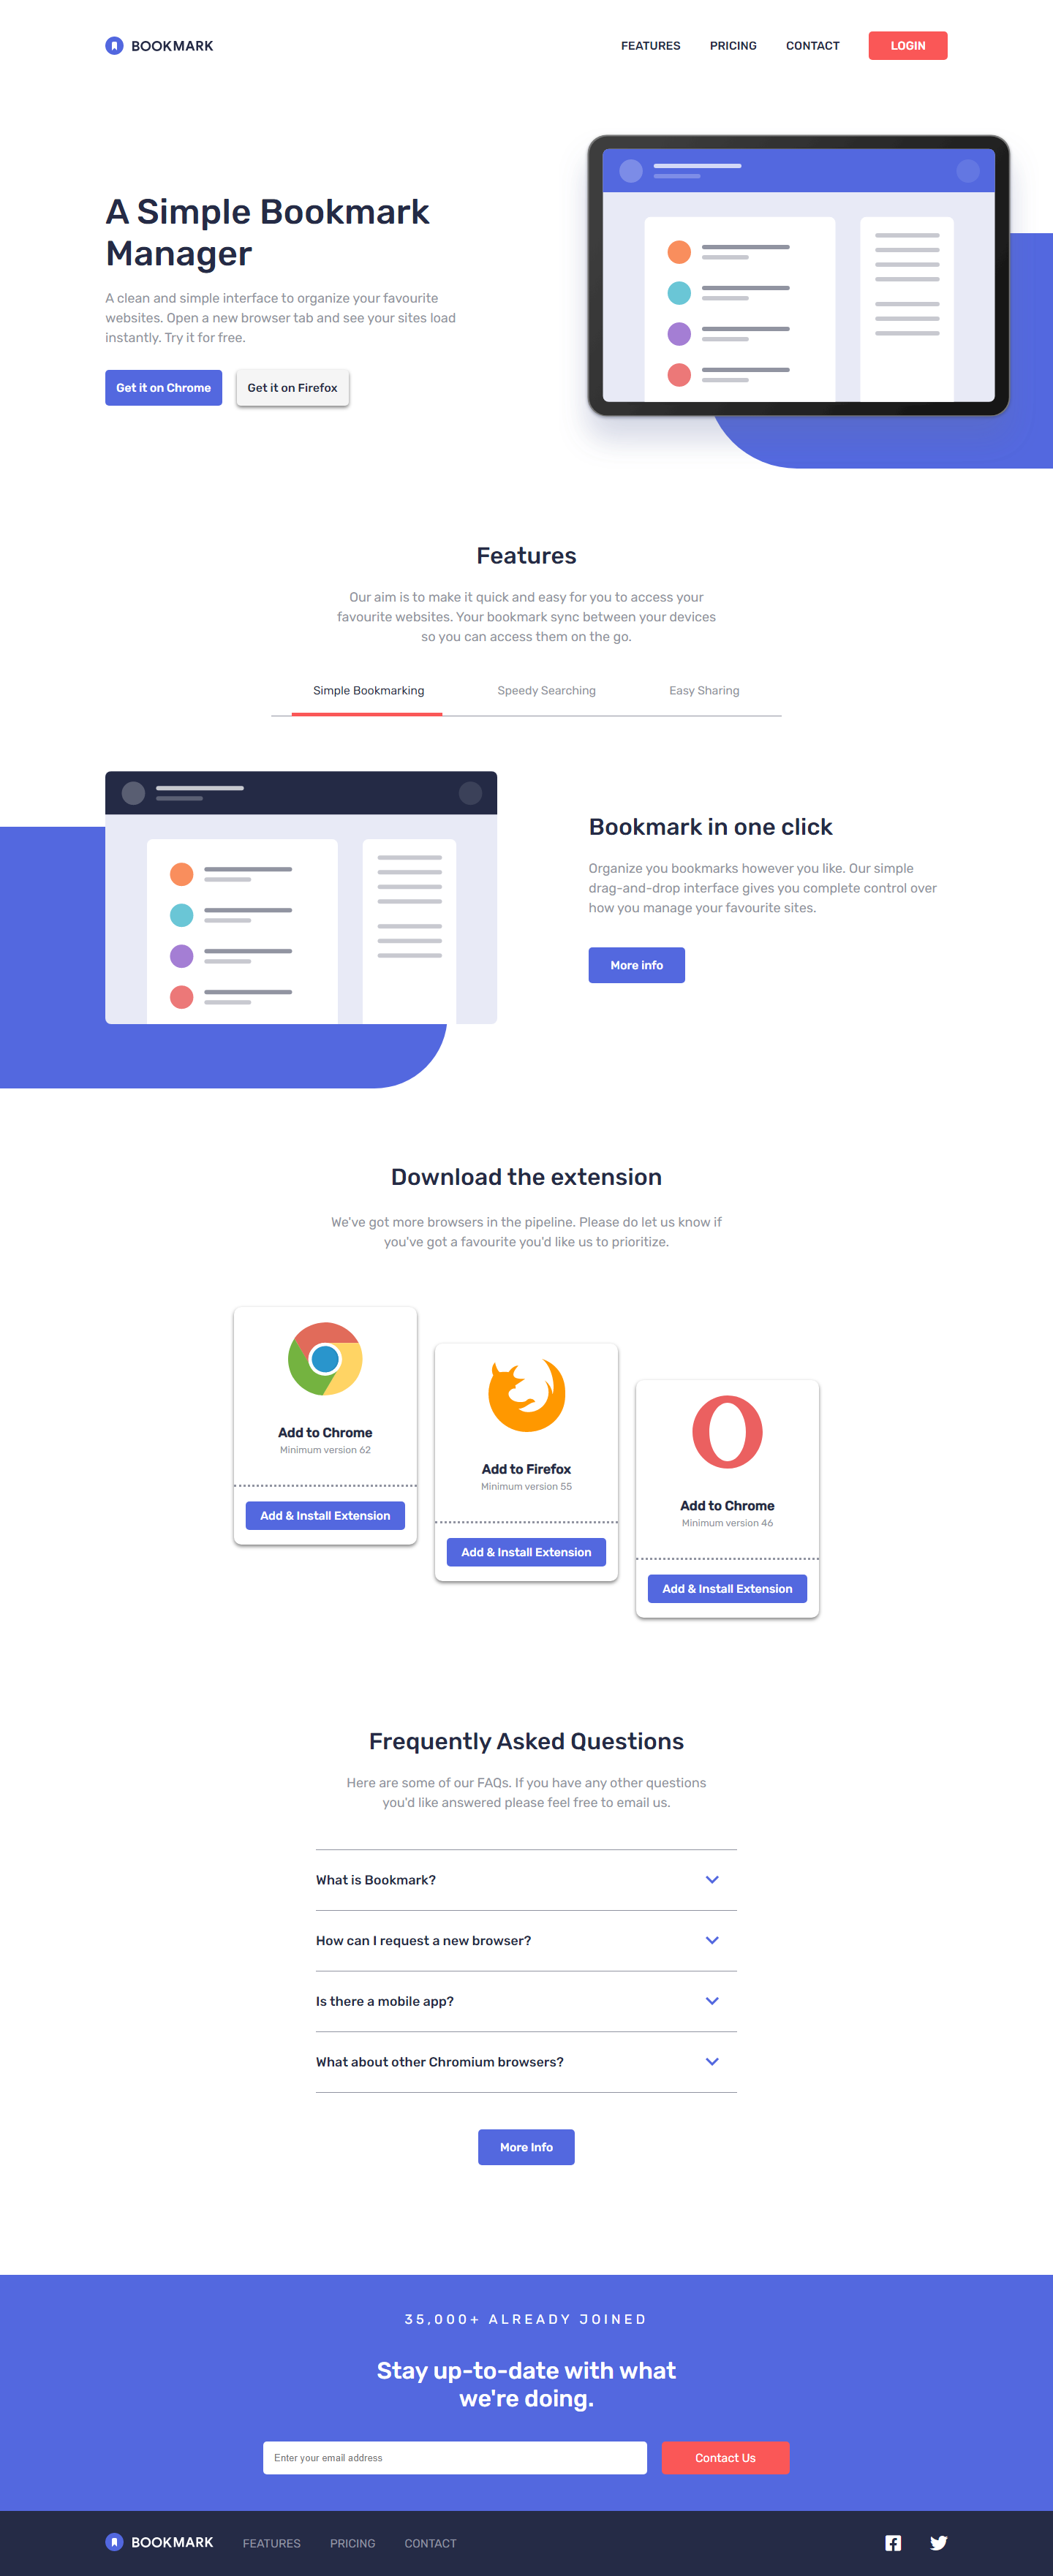 BOOKMARK
FEATURES PRICING CONTACT LOGIN
A Simple Bookmark
Manager
A clean and simple interface to organize your favourite
websites. Open a new browser tab and see your sites load
instantly. Try it for free.
Get it on Chrome Get it on Firefox
Features
Our aim is to make it quick and easy for you to access your
favourite websites. Your bookmark sync between your devices
so you can access them on the go.
Simple Bookmarking Speedy Searching Easy Sharing
Bookmark in one click
Organize you bookmarks however you like. Our simple
drag-and-drop interface gives you complete control over
how you manage your favourite sites.
More info
Download the extension
We've got more browsers in the pipeline. Please do let us know if
you've got a favourite you'd like us to prioritize.
Add to Chrome
Minimum version 62
Add & Install Extension
Add to Firefox
Minimum version 55
Add & Install Extension
Add to Chrome
Minimum version 46
Add & Install Extension
Frequently Asked Questions
Here are some of our FAQs. If you have any other questions
you'd like answered please feel free to email us.
What is Bookmark?
How can I request a new browser?
Is there a mobile app?
What about other Chromium browsers?
More Info
35,000+ ALREADY JOINED
Stay up-to-date with what
we're doing.
Enter your email address
Contact Us
BOOKMARK FEATURES PRICING CONTACT